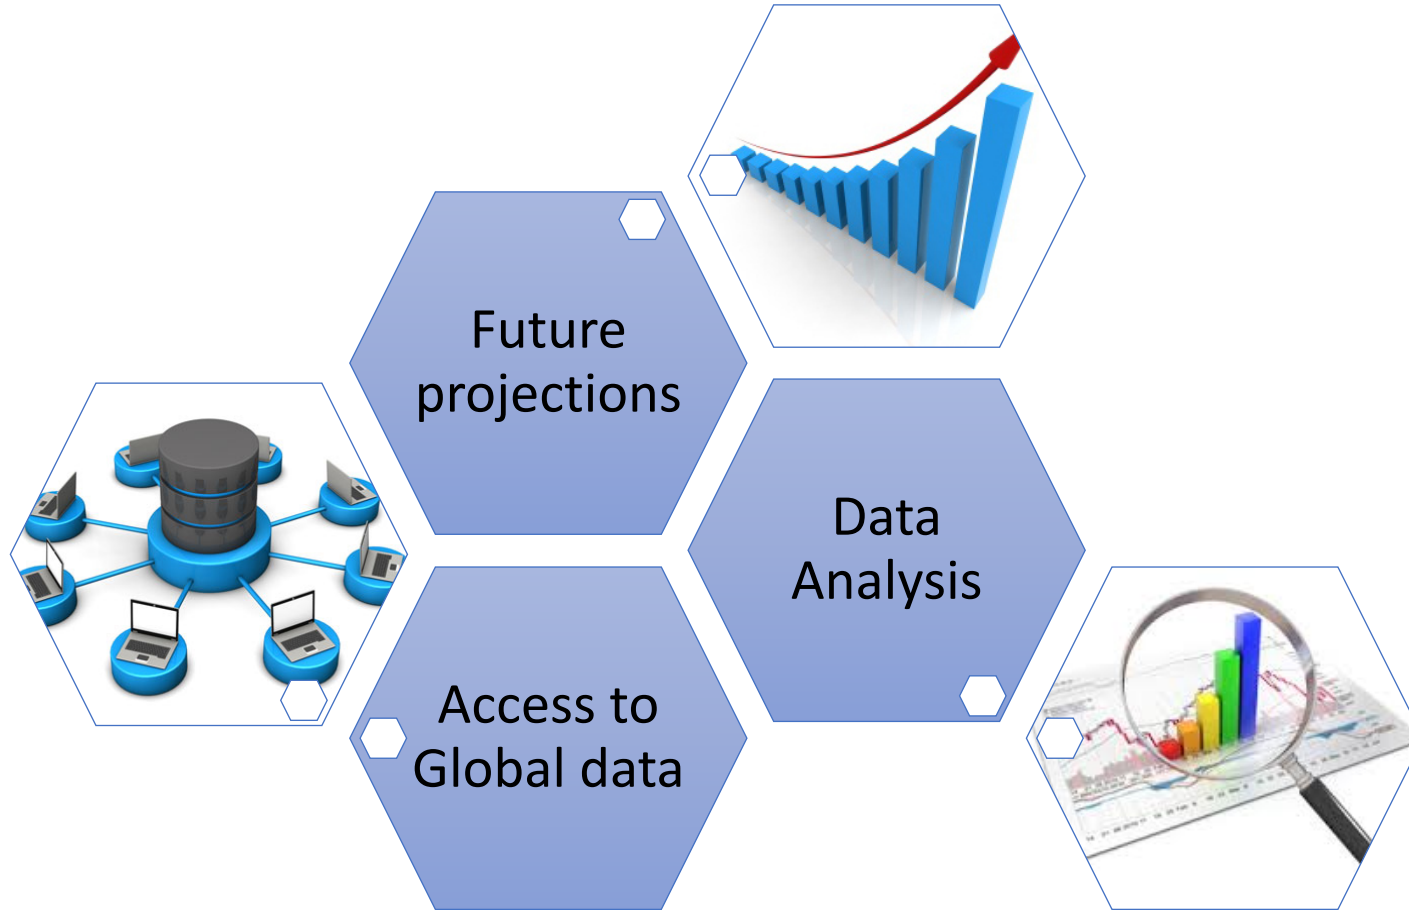 Future
projections
Data
Analysis
Access to
Global data